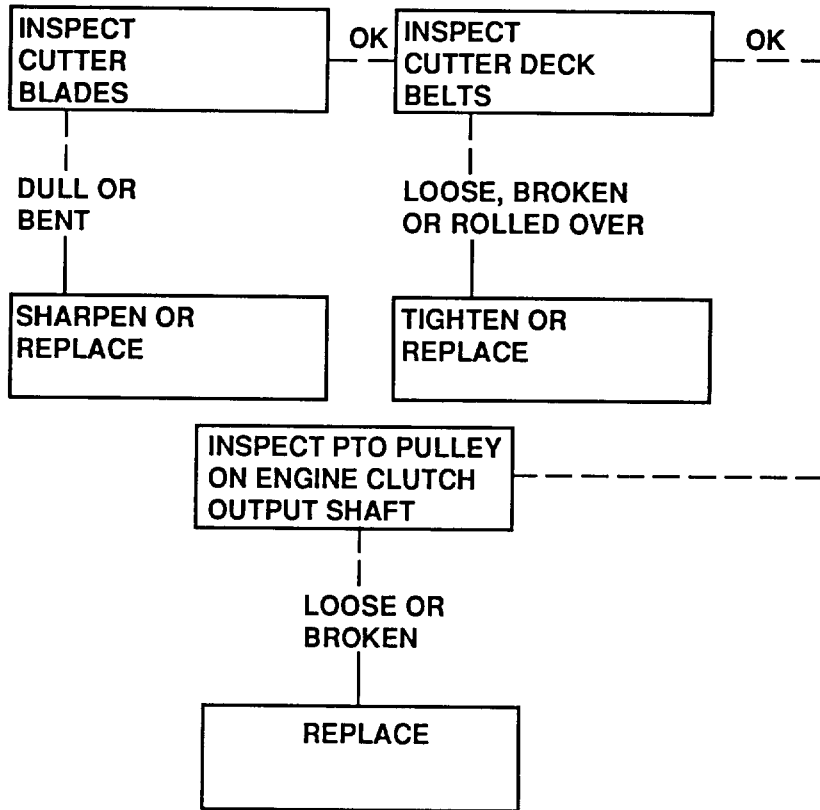 INSPECT
CUTTER
BLADES
OK
INSPECT
CUTTER DECK
BELTS
OK
DULL OR
BENT
LOOSE, BROKEN
OR ROLLED OVER
SHARPEN OR
REPLACE
TIGHTEN OR
REPLACE
INSPECT PTO PULLEY
ON ENGINE CLUTCH
OUTPUT SHAFT
LOOSE OR
BROKEN
REPLACE